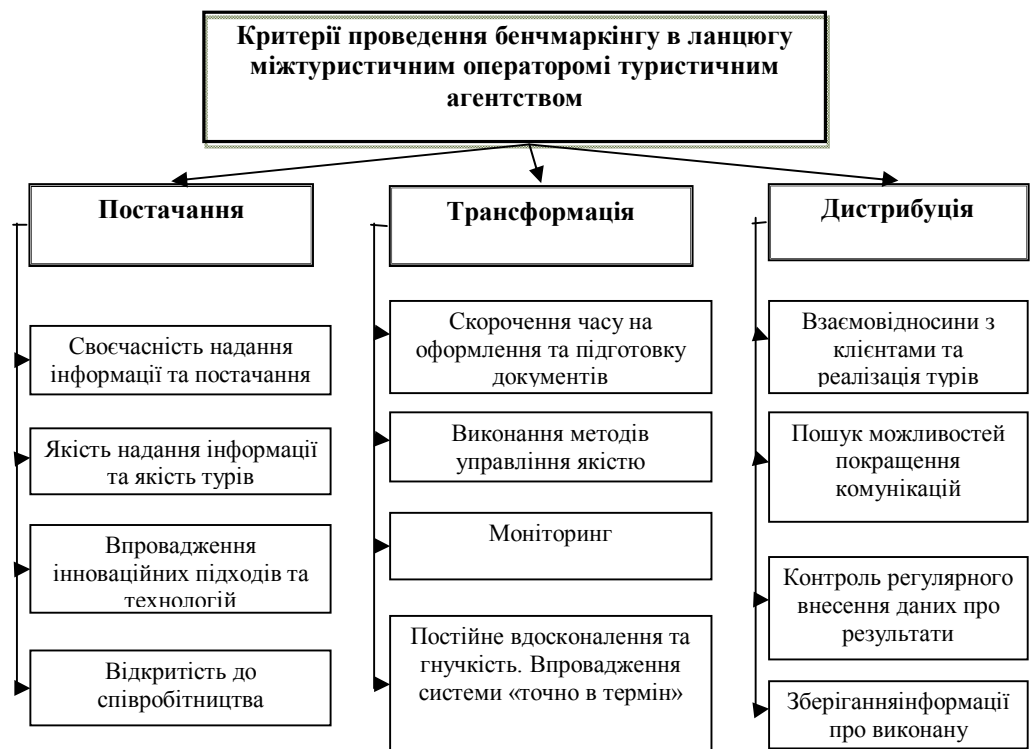 Критерії проведення бенчмаркінгу в ланцюгу
міжтуристичним операторомі туристичним
агентством
Постачання
Своєчасність надання
інформації та постачання
Якість надання інформації
та якість турів
Впровадження
інноваційних підходів та
технологій
Відкритість до
співробітництва
Трансформація
Скорочення часу на
оформлення та підготовку
документів
Виконання методів
управління якістю
Моніторинг
Постійне вдосконалення та
гнучкість. Впровадження
системи «точно в термін»
Дистрибуція
Взаємовідносини з
клієнтами та
реалізація турів
Пошук можливостей
покращення
комунікацій
Контроль регулярного
внесення даних про
результати
Зберіганняінформації
про виконану